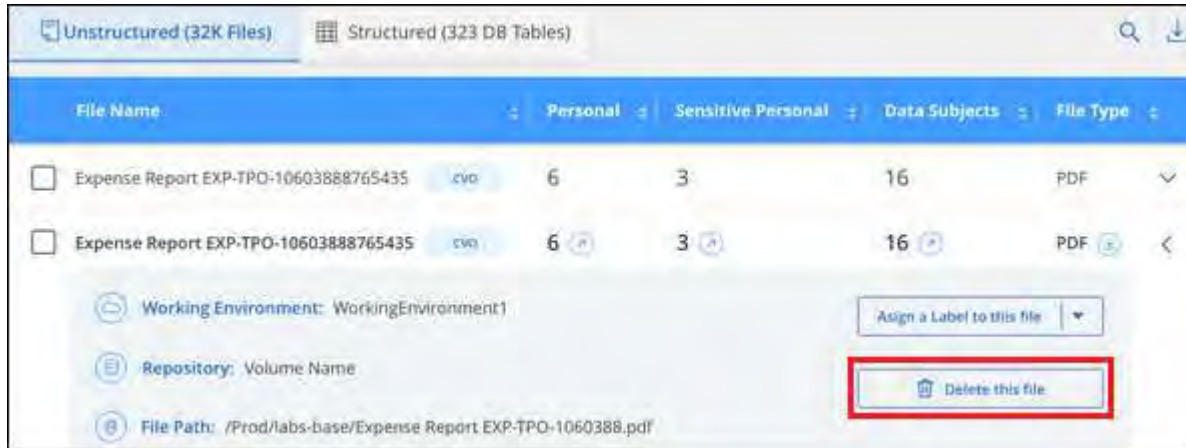 Unstructured (32K Files) Structured (323 DB Tables)
File Name Personal Sensitive Personal Data Subjects File Type
Expense Report EXP-TPO-10603888765435 CVO 6 3 16 PDF
Expense Report EXP-TPO-10603888765435 CVO 6 3 16 PDF
Working Environment: WorkingEnvironment1
Asign a Label to this file
Repository: Volume Name
Delete this file
File Path: /Prod/labs-base/Expense Report EXP-TPO-1060388.pdf